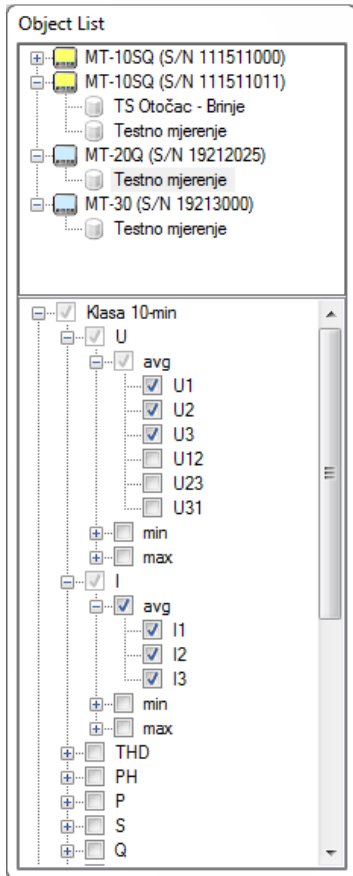 Object List
MT-10SQ (S/N 111511000)
MT-10SQ (S/N 111511011)
TS Otočac - Brinje
Testno mjerenje
MT-20Q (S/N 19212025)
Testno mjerenje
MT-30 (S/N 19213000)
Testno mjerenje
Klasa 10-min
U
avg
U1
U2
U3
U12
U23
U31
min
max
I
avg
I1
I2
I3
min
max
THD
PH
P
S
Q